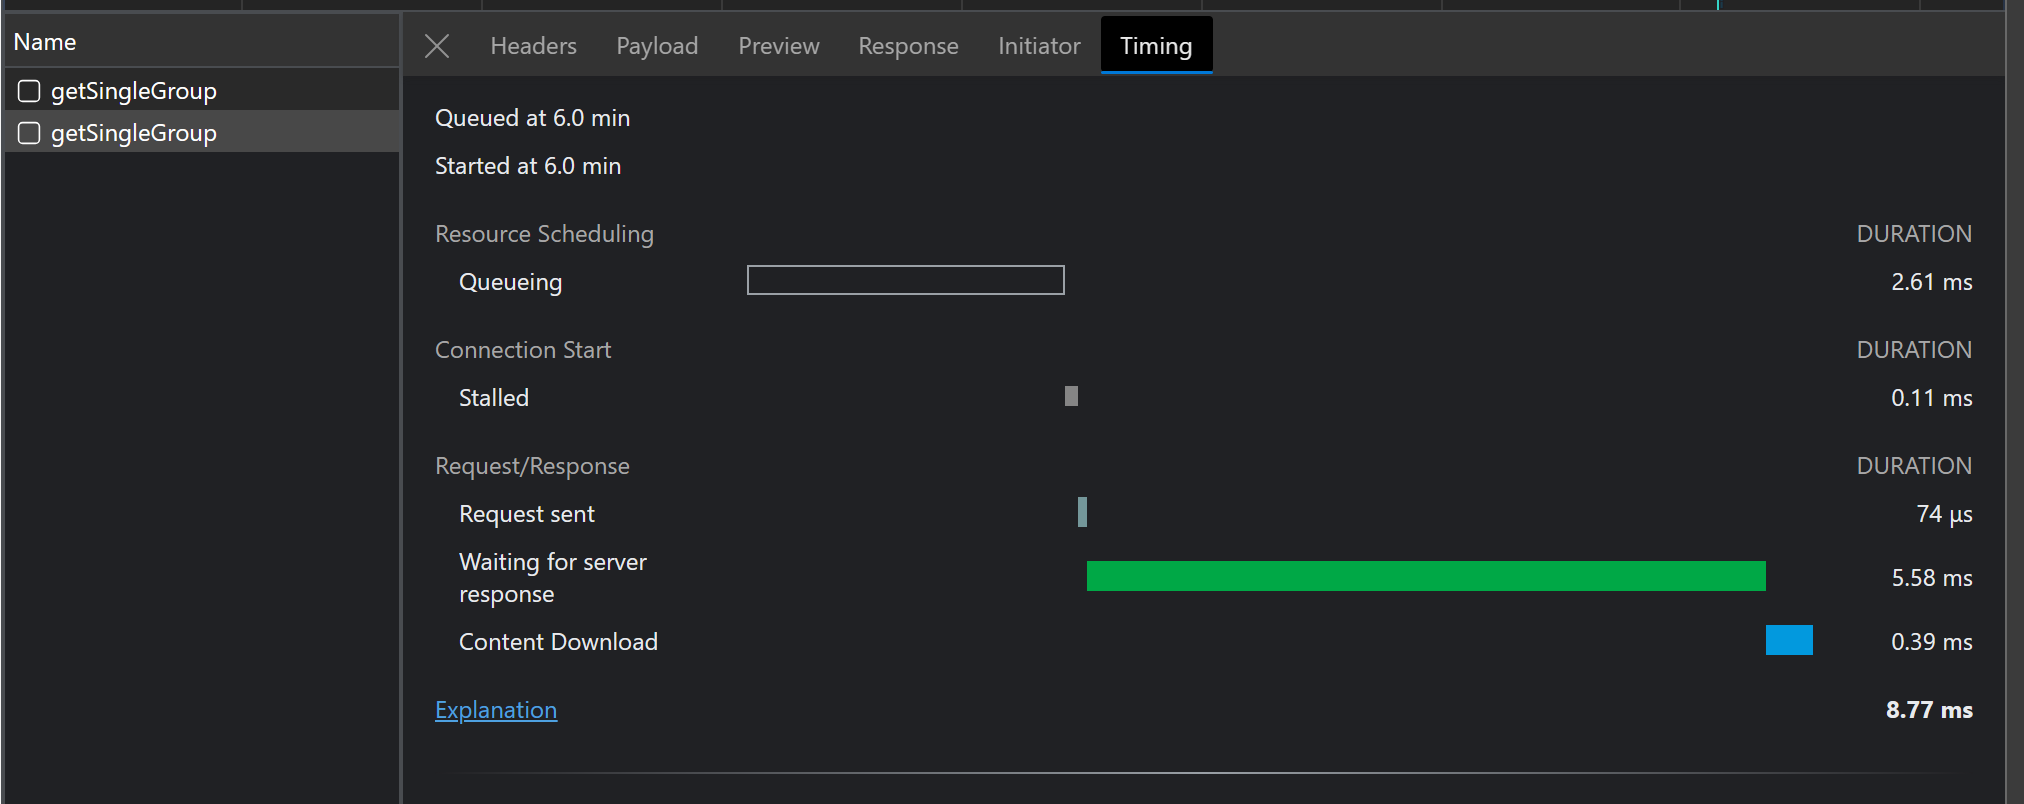 Name
getSingleGroup
getSingleGroup
Headers Payload Preview Response Initiator Timing
Queued at 6.0 min
Started at 6.0 min
Resource Scheduling DURATION
Queueing 2.61 ms
Connection Start DURATION
Stalled 0.11 ms
Request/Response DURATION
Request sent 74 μs
Waiting for server
response 5.58 ms
Content Download 0.39 ms
Explanation 8.77 ms